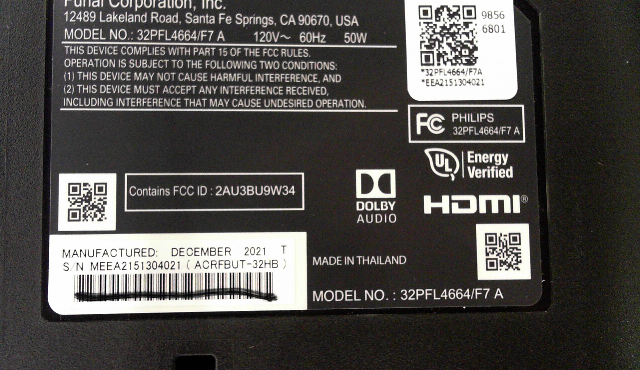 Funai Corporation, Inc.
12489 Lakeland Road, Santa Fe Springs, CA 90670, USA
MODEL NO.: 32PFL4664/F7 A 120V～ 60Hz 50W
THIS DEVICE COMPLIES WITH PART 15 OF THE FCC RULES.
OPERATION IS SUBJECT TO THE FOLLOWING TWO CONDITIONS:
(1) THIS DEVICE MAY NOT CAUSE HARMFUL INTERFERENCE, AND
(2) THIS DEVICE MUST ACCEPT ANY INTERFERENCE RECEIVED,
INCLUDING INTERFERENCE THAT MAY CAUSE UNDESIRED OPERATION.
9856
6801
*32PFL4664/F7A
*EEA2151304021
FC PHILIPS
32PFL4664/F7 A
UL Energy
Verified
Contains FCC ID : 2AU3BU9W34
DOLBY
AUDIO
HDMI®
MANUFACTURED: DECEMBER 2021 T
S/N MEEA2151304021 (ACRFBUT-32HB)
MADE IN THAILAND
MODEL NO. : 32PFL4664/F7 A